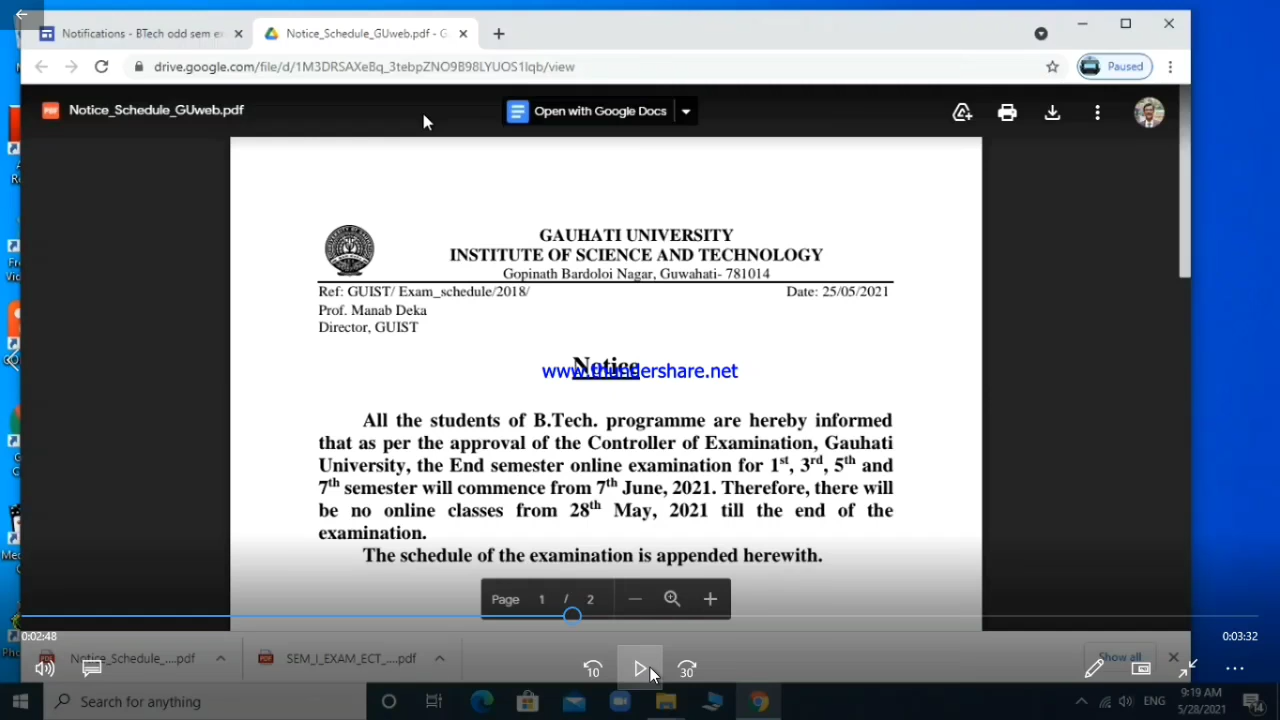 Notifications - BTech odd sem e
Notice_Schedule_GUweb.pdf - G
drive.google.com/file/d/1M3DRSAXeBq_3tebpZNO9B98LYUOS1Iqb/view
Paused
PDF
Notice_Schedule_GUweb.pdf
Open with Google Docs
GAUHATI UNIVERSITY
INSTITUTE OF SCIENCE AND TECHNOLOGY
Gopinath Bardoloi Nagar, Guwahati- 781014
Ref: GUIST/ Exam_schedule/2018/
Date: 25/05/2021
Prof. Manab Deka
Director, GUIST
Notice
www.thundershare.net
All the students of B.Tech. programme are hereby informed
that as per the approval of the Controller of Examination, Gauhati
University, the End semester online examination for 1st, 3rd, 5th and
7th semester will commence from 7th June, 2021. Therefore, there will
be no online classes from 28th May, 2021 till the end of the
examination.
The schedule of the examination is appended herewith.
Page 1 / 2
0:02:48
0:03:32
Notice_Schedule_....pdf
SEM_I_EXAM_ECT_....pdf
Show all
10
30
Search for anything
ENG
9:19 AM
5/28/2021
14